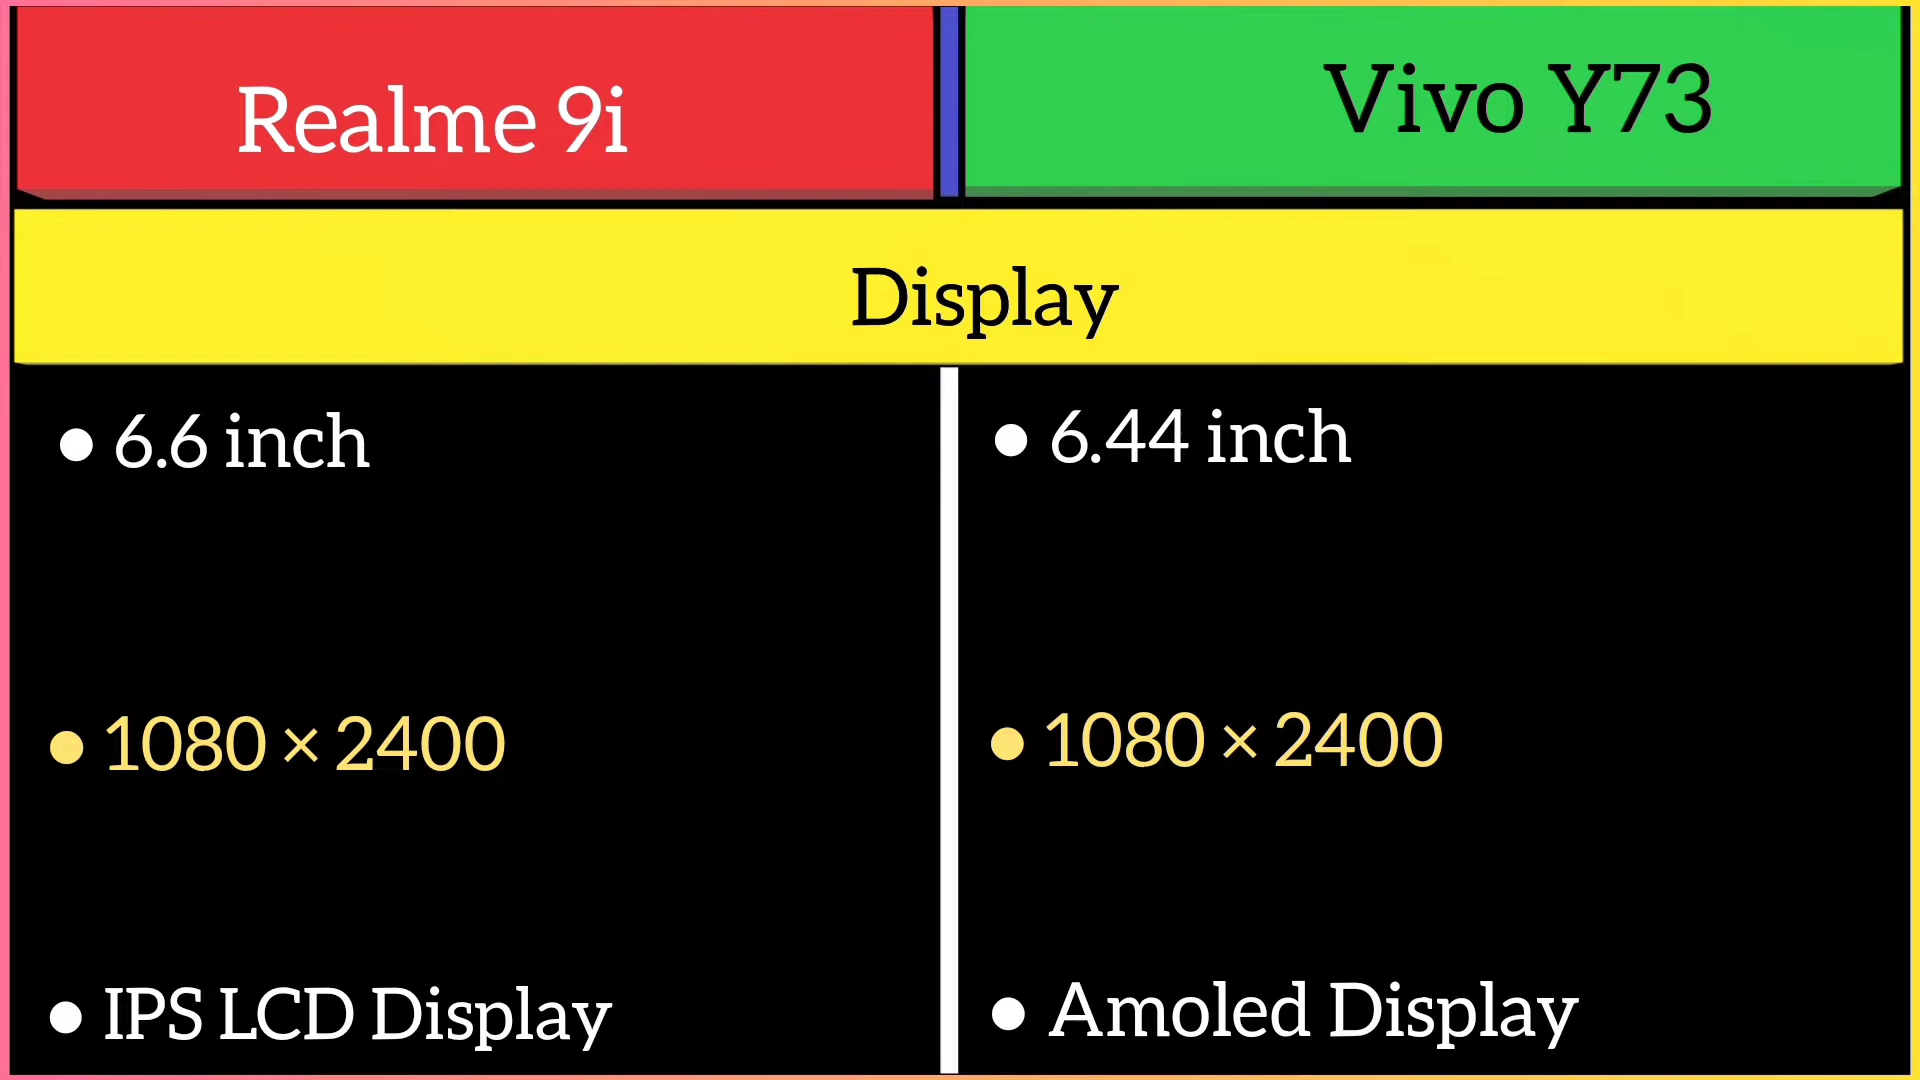 Realme 9i
Vivo Y73
Display
● 6.6 inch
● 6.44 inch
● 1080 × 2400
● 1080 × 2400
● IPS LCD Display
● Amoled Display